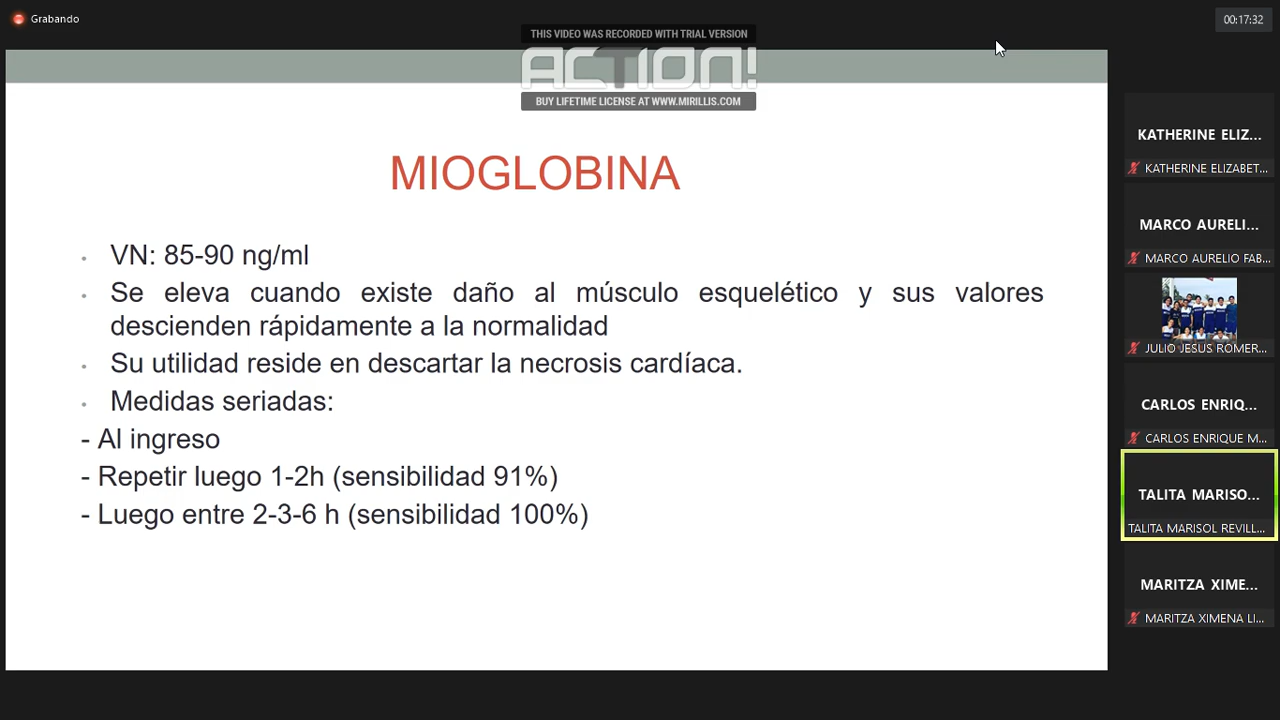 Grabando
00:17:32
THIS VIDEO WAS RECORDED WITH TRIAL VERSION
ACTION!
BUY LIFETIME LICENSE AT WWW.MIRILLIS.COM
MIOGLOBINA
• VN: 85-90 ng/ml
• Se eleva cuando existe daño al músculo esquelético y sus valores
descienden rápidamente a la normalidad
• Su utilidad reside en descartar la necrosis cardíaca.
• Medidas seriadas:
- Al ingreso
- Repetir luego 1-2h (sensibilidad 91%)
- Luego entre 2-3-6 h (sensibilidad 100%)
KATHERINE ELIZ...
KATHERINE ELIZABET...
MARCO AURELI...
MARCO AURELIO FAB...
JULIO JESUS ROMER...
CARLOS ENRIQ...
CARLOS ENRIQUE M...
TALITA MARISO...
TALITA MARISOL REVILL...
MARITZA XIME...
MARITZA XIMENA LI...